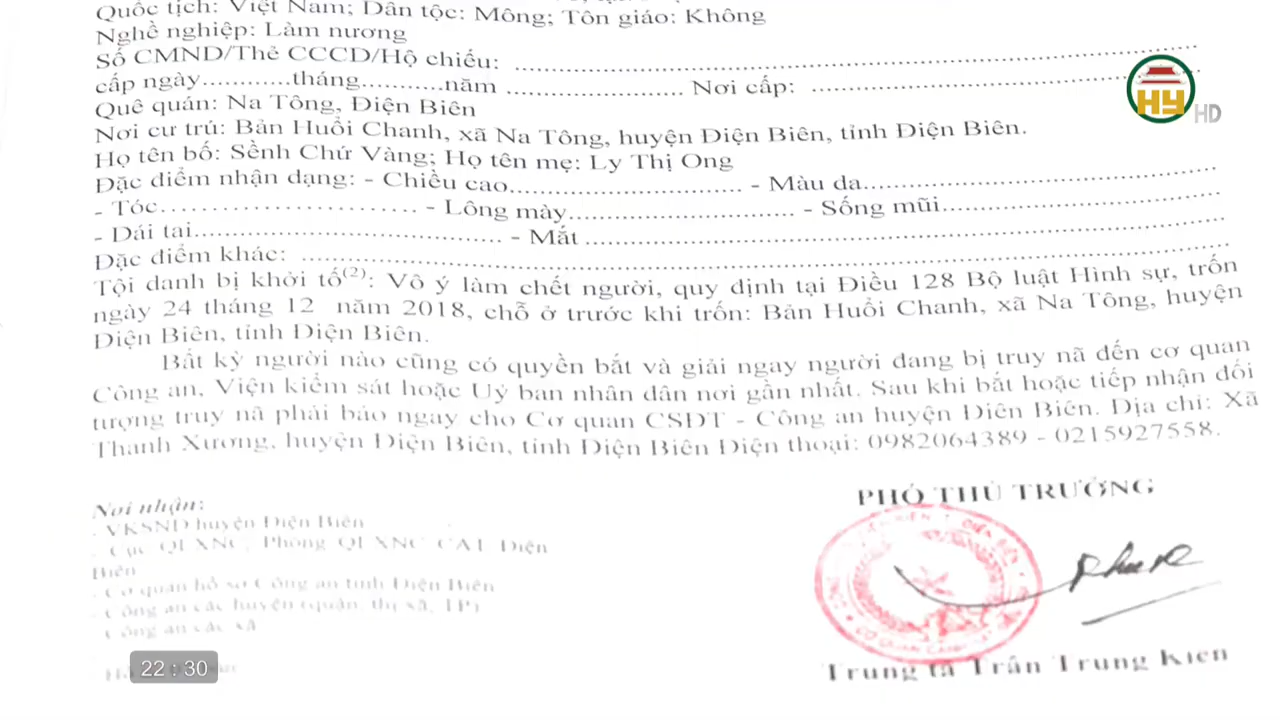 Quốc tịch: Việt Nam; Dân tộc: Mông; Tôn giáo: Không
Nghề nghiệp: Làm nương
Số CMND/Thẻ CCCD/Hộ chiếu: ............................................................
cấp ngày............tháng...........năm ....................... Nơi cấp: ........................................
HY HD
Quê quán: Na Tông, Điện Biên
Nơi cư trú: Bản Huổi Chanh, xã Na Tông, huyện Điện Biên, tỉnh Điện Biên.
Họ tên bố: Sềnh Chứ Vàng; Họ tên mẹ: Ly Thị Ong
Đặc điểm nhận dạng: - Chiều cao.............................. - Màu da..............................................
- Tóc.............................. - Lông mày.............................. - Sống mũi....................................
- Dái tai........................................ - Mắt ..............................................................................
Đặc điểm khác: ............................................................................................................
Tội danh bị khởi tố(2): Vô ý làm chết người, quy định tại Điều 128 Bộ luật Hình sự, trốn
ngày 24 tháng 12 năm 2018, chỗ ở trước khi trốn: Bản Huổi Chanh, xã Na Tông, huyện
Điện Biên, tỉnh Điện Biên.
Bất kỳ người nào cũng có quyền bắt và giải ngay người đang bị truy nã đến cơ quan
Công an, Viện kiểm sát hoặc Uỷ ban nhân dân nơi gần nhất. Sau khi bắt hoặc tiếp nhận đối
tượng truy nã phải báo ngay cho Cơ quan CSĐT - Công an huyện Điện Biên. Địa chỉ: Xã
Thanh Xương, huyện Điện Biên, tỉnh Điện Biên Điện thoại: 0982064389 - 0215927558.
Nơi nhận:
- VKSND huyện Điện Biên
- Cục QLXNC, Phòng QLXNC CAT Điện
Biên
- Cơ quan hồ sơ Công an tỉnh Điện Biên
- Công an các huyện (quận, thị xã, TP)
- Công an các xã
22 : 30
PHÓ THỦ TRƯỞNG
Trung tá Trần Trung Kiên